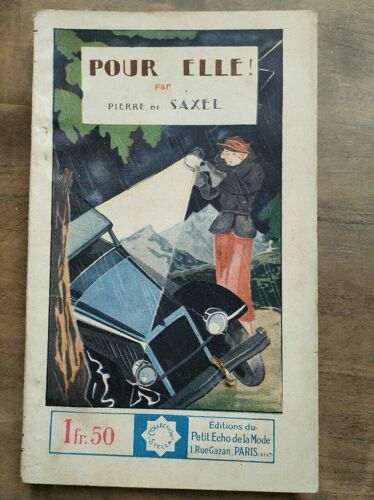 POUR ELLE!
par
PIERRE DE SAXEL
1fr.50
COLLECTION
STELLA
Éditions du
Petit Echo de la Mode
1, Rue Gazan, PARIS (XIVe)